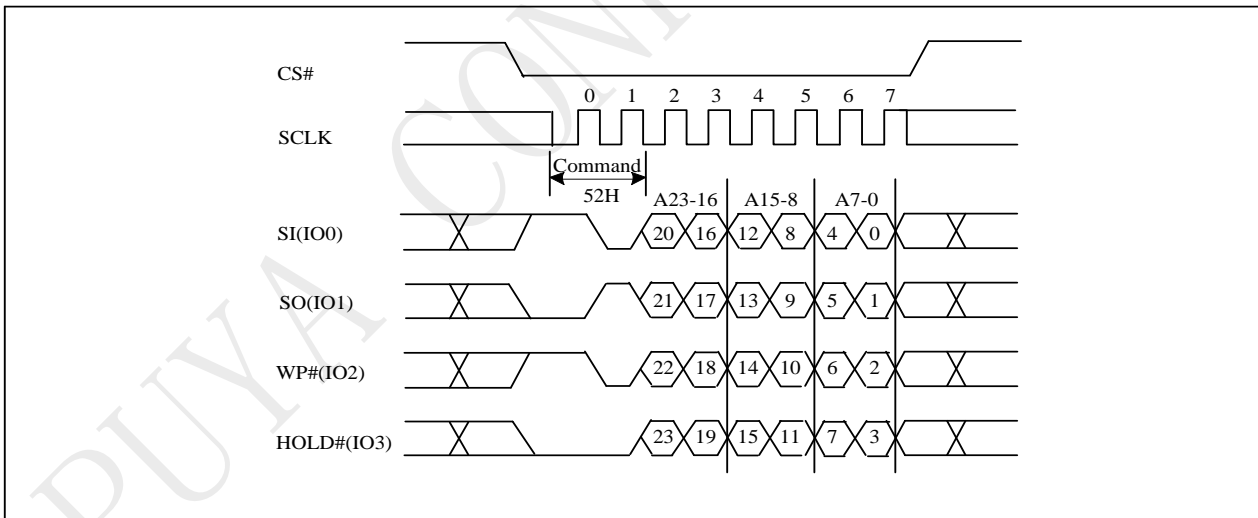 CS#
0 1 2 3 4 5 6 7
SCLK
Command
52H
A23-16 A15-8 A7-0
SI(IO0) 20 16 12 8 4 0
SO(IO1) 21 17 13 9 5 1
WP#(IO2) 22 18 14 10 6 2
HOLD#(IO3) 23 19 15 11 7 3
PUYA CON